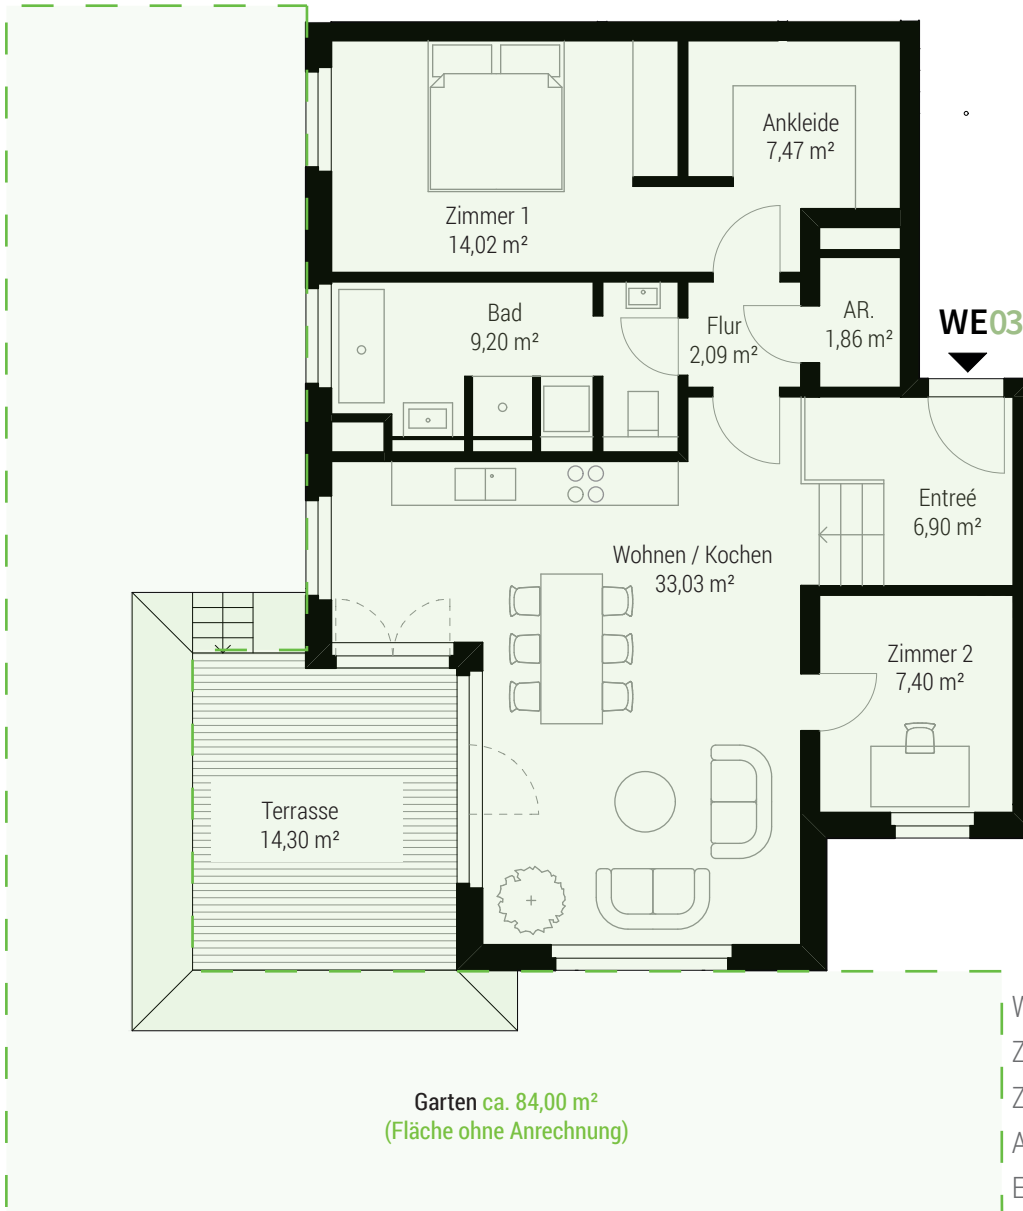 Ankleide
7,47 m²
Zimmer 1
14,02 m²
Bad
9,20 m²
Flur
2,09 m²
AR.
1,86 m²
WE03
Entreé
6,90 m²
Wohnen / Kochen
33,03 m²
Zimmer 2
7,40 m²
Terrasse
14,30 m²
Garten ca. 84,00 m²
(Fläche ohne Anrechnung)
Z
Z
A
E